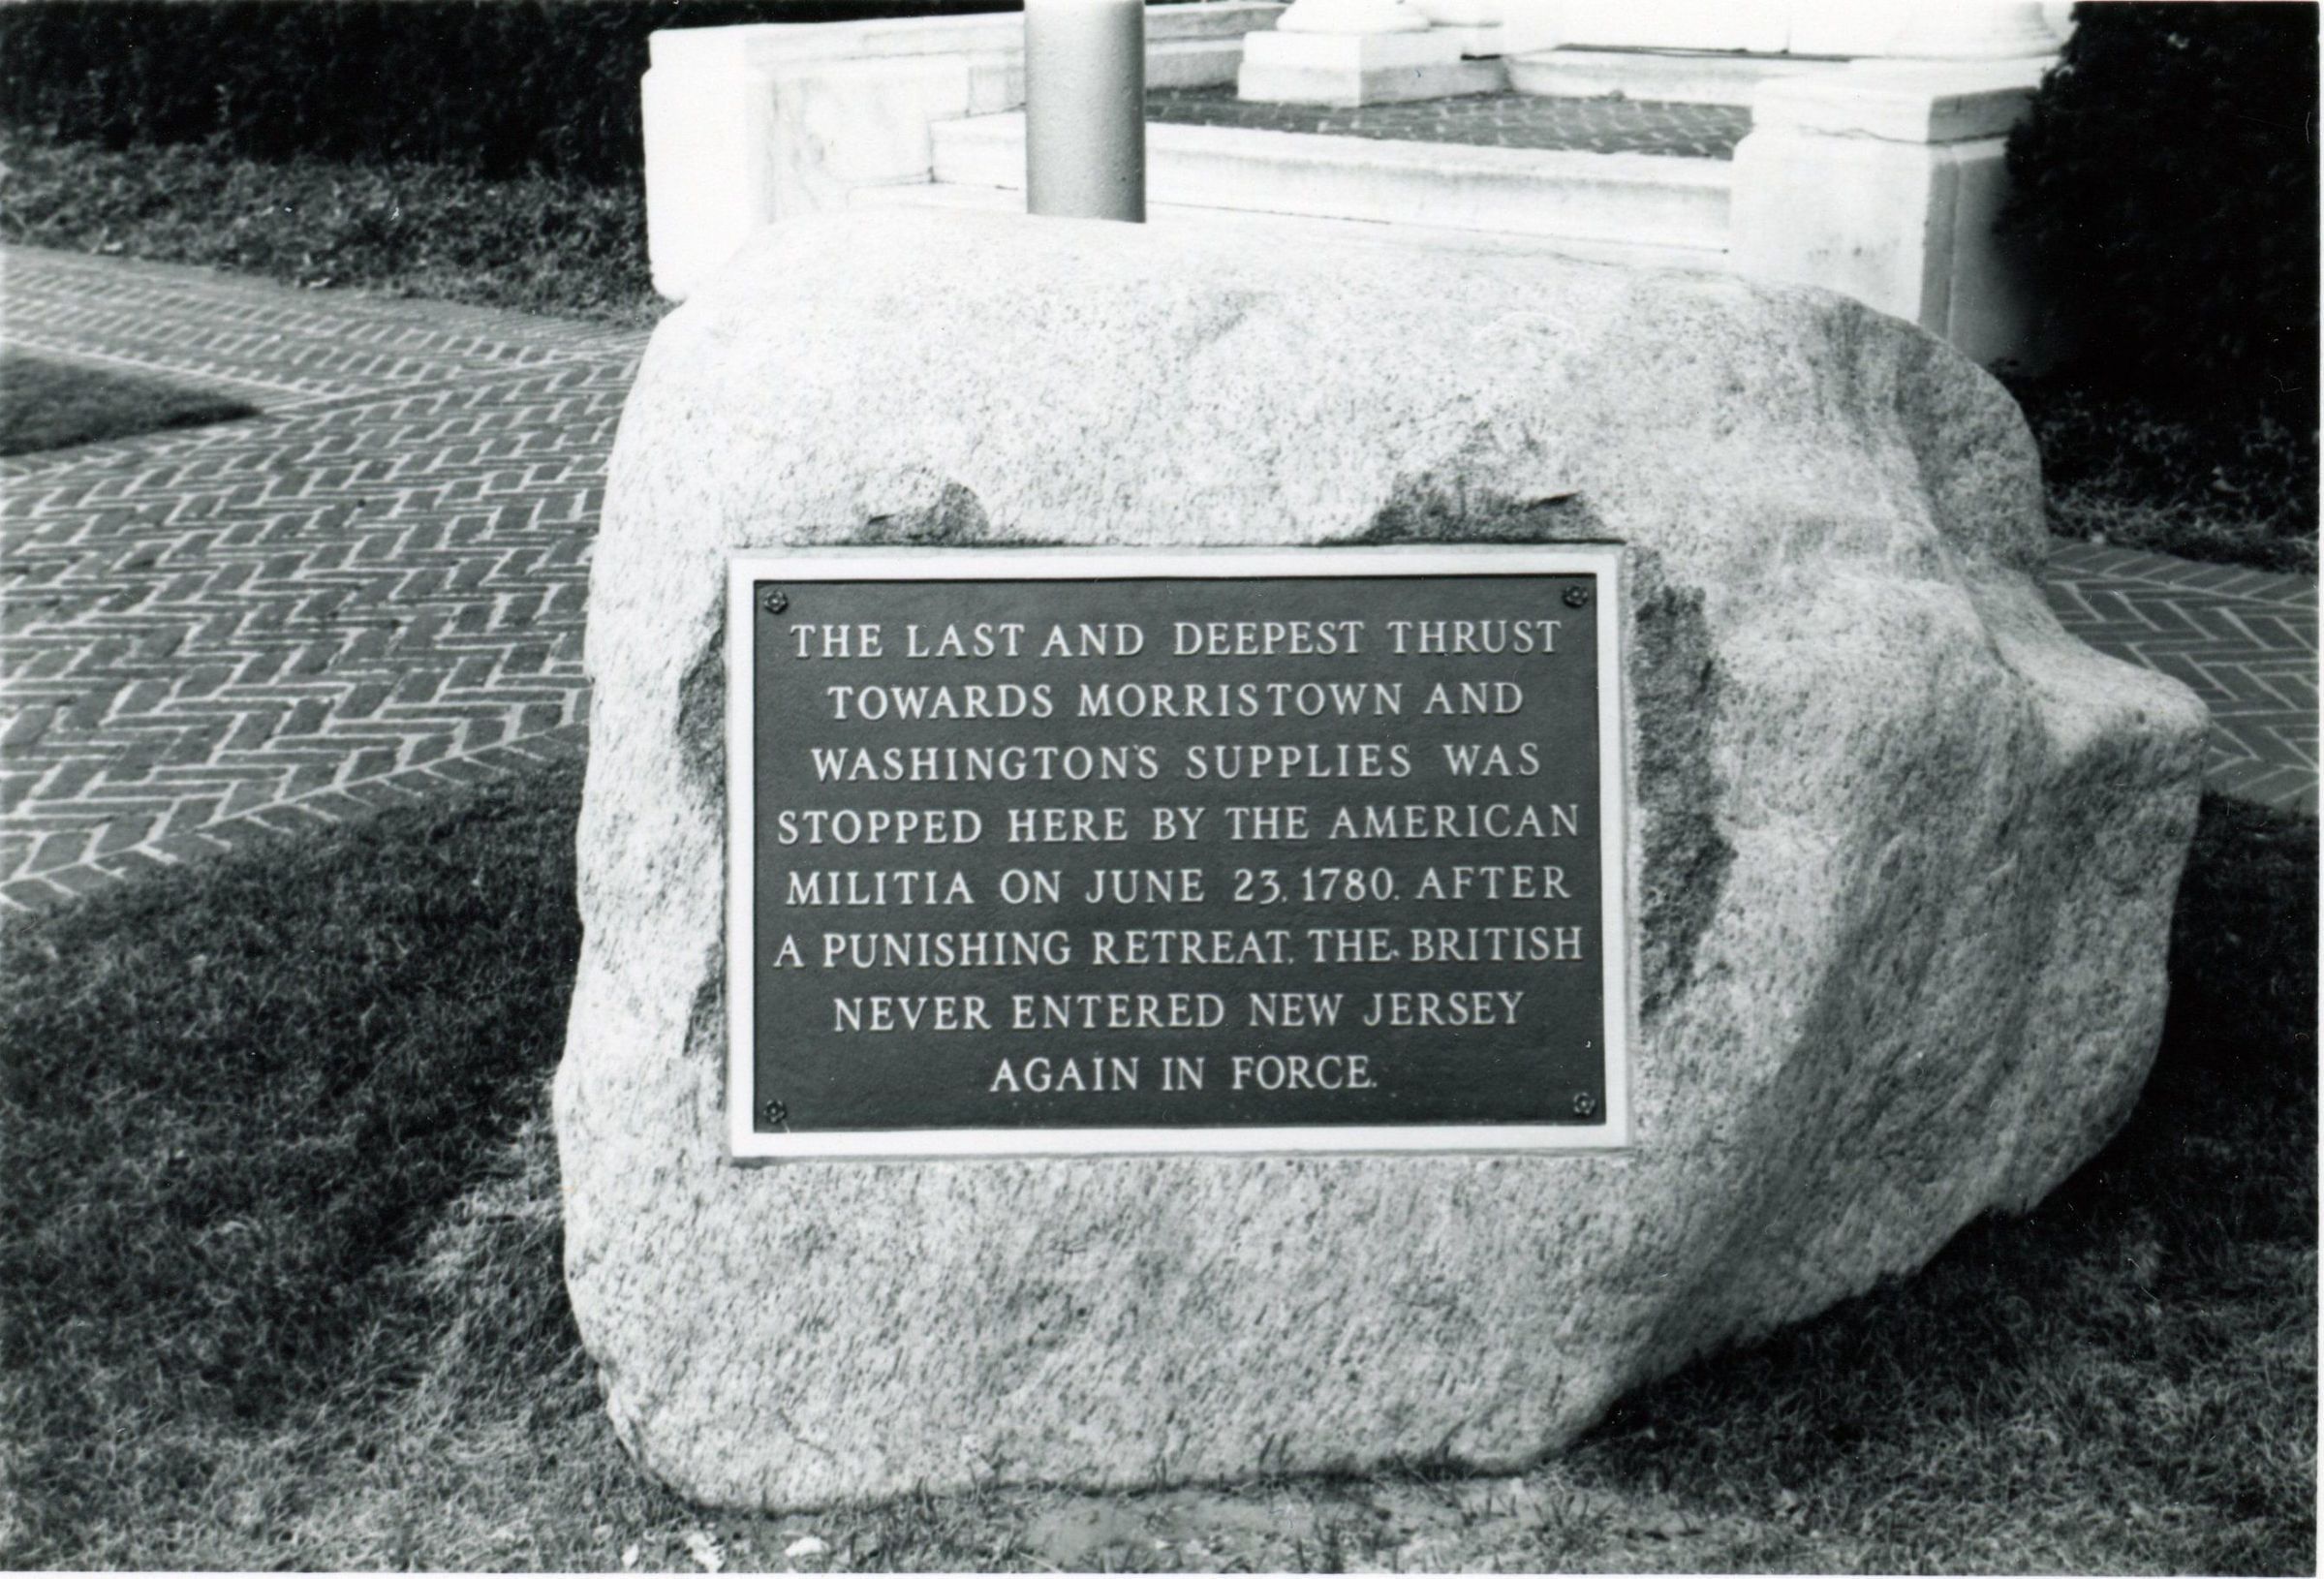 THE LAST AND DEEPEST THRUST
TOWARDS MORRISTOWN AND
WASHINGTON'S SUPPLIES WAS
STOPPED HERE BY THE AMERICAN
MILITIA ON JUNE 23, 1780. AFTER
A PUNISHING RETREAT, THE BRITISH
NEVER ENTERED NEW JERSEY
AGAIN IN FORCE.